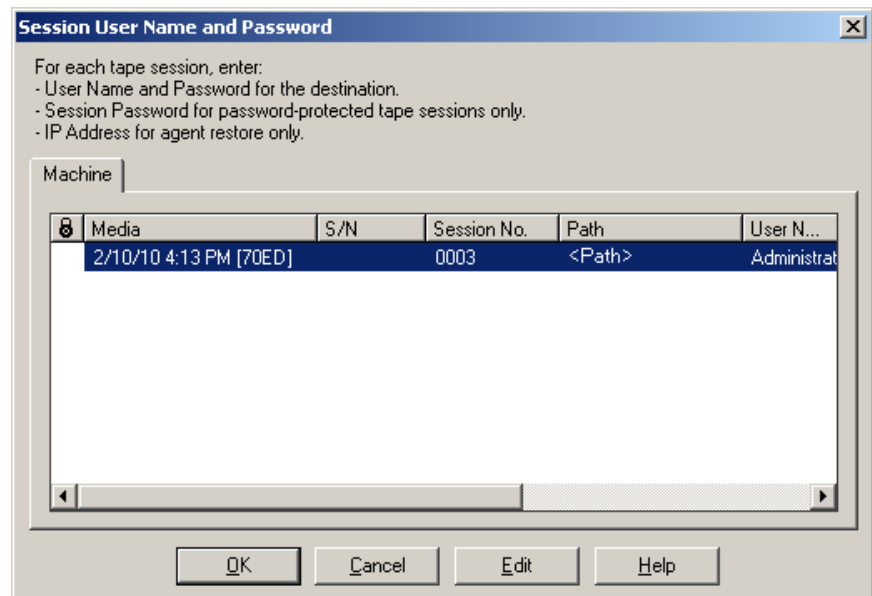 Session User Name and Password
For each tape session, enter:
- User Name and Password for the destination.
- Session Password for password-protected tape sessions only.
- IP Address for agent restore only.
Machine
Media S/N Session No. Path User N...
2/10/10 4:13 PM [70ED] 0003 <Path> Administrat
OK Cancel Edit Help